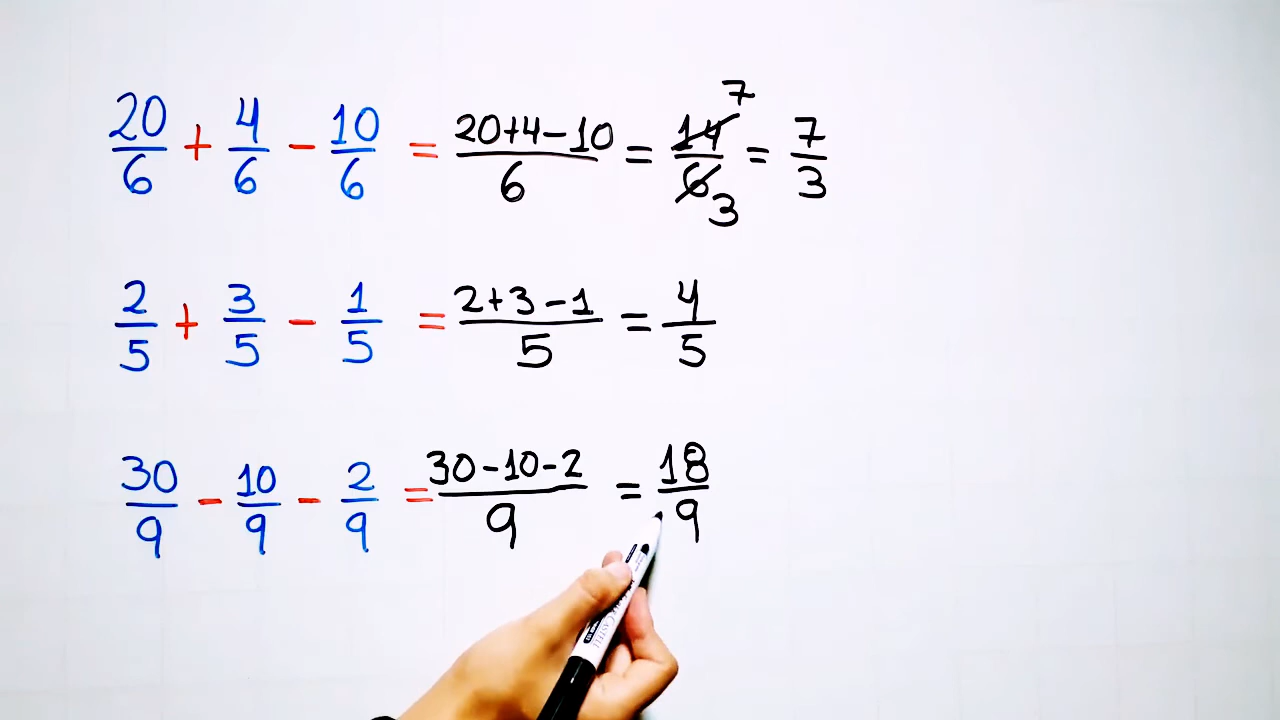 20/6 + 4/6 - 10/6 = 20+4-10/6 = 14/6 7 3 = 7/3
2/5 + 3/5 - 1/5 = 2+3-1/5 = 4/5
30/9 - 10/9 - 2/9 = 30-10-2/9 = 18/9